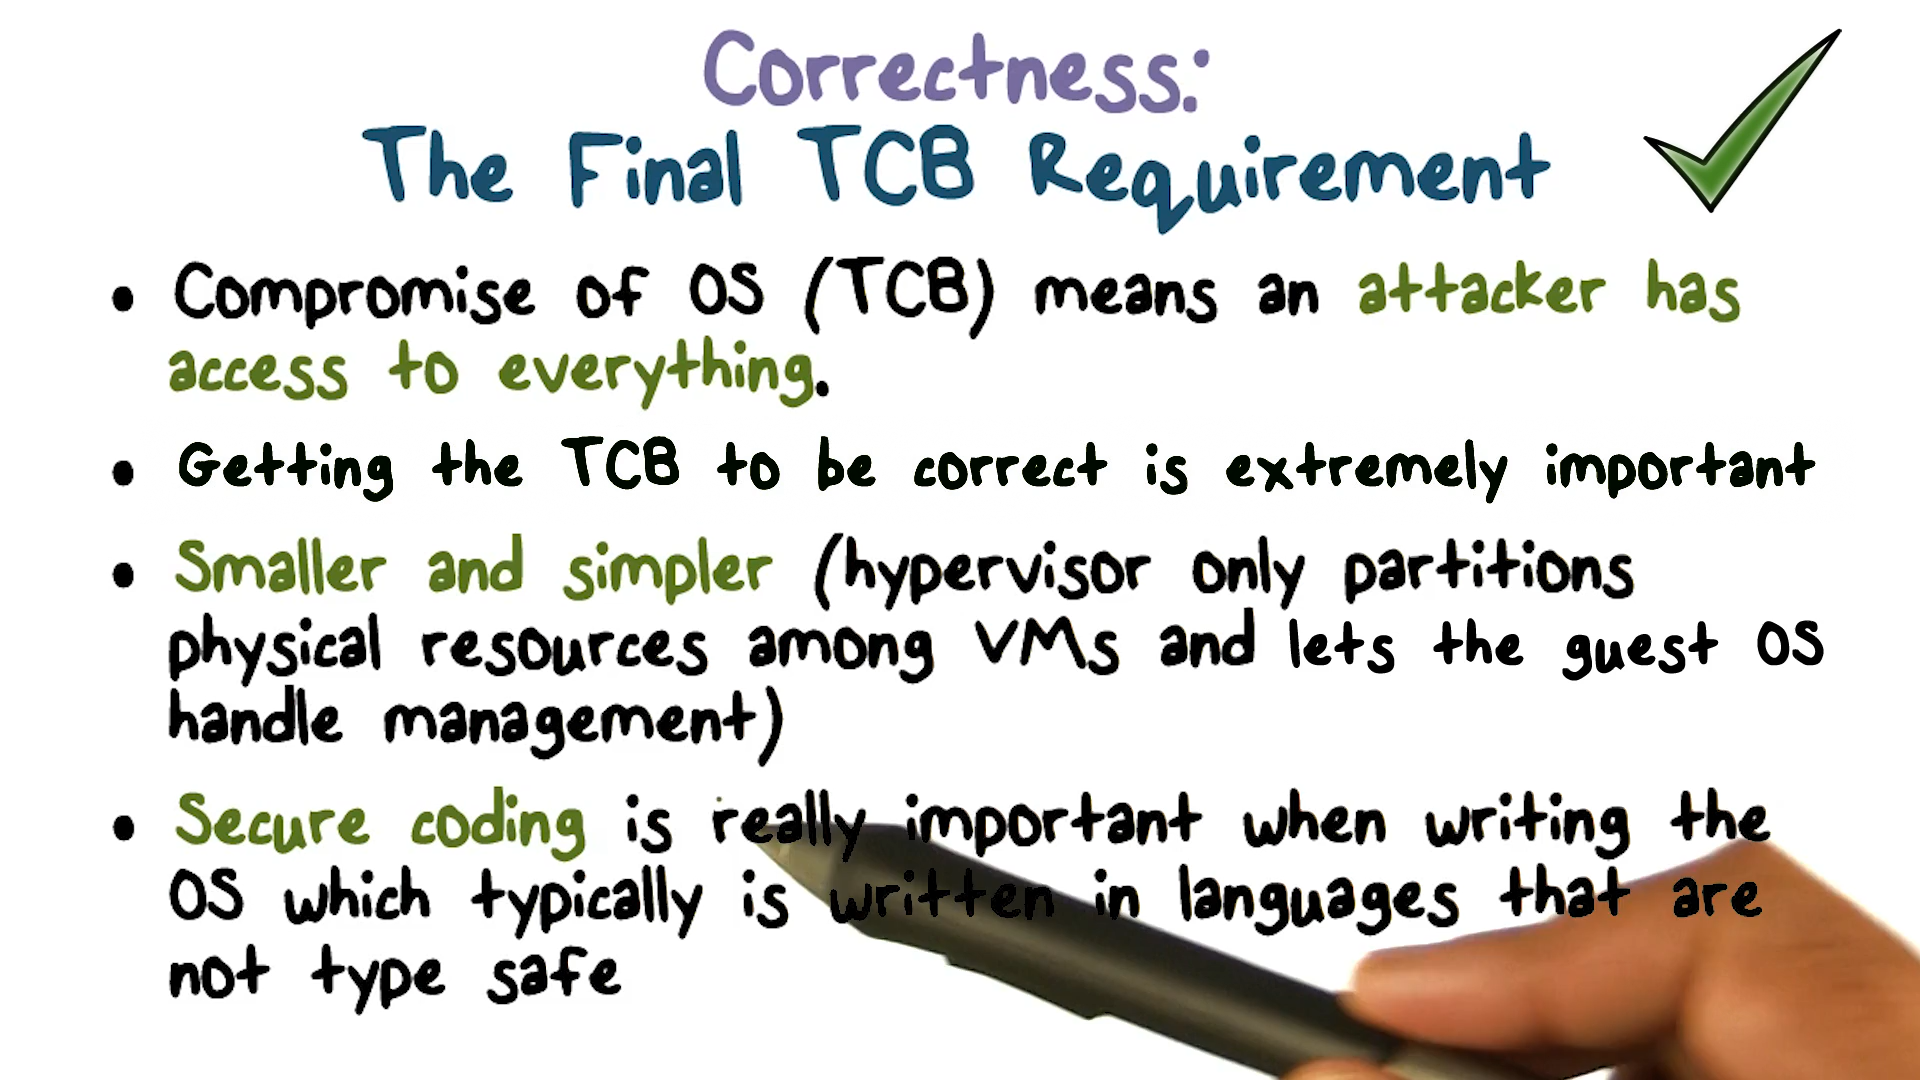 Correctness:
The Final TCB Requirement
• Compromise of OS (TCB) means an attacker has
access to everything.
• Getting the TCB to be correct is extremely important
• Smaller and simpler (hypervisor only partitions
physical resources among VMs and lets the guest OS
handle management)
• Secure coding is really important when writing the
OS which typically is written in languages that are
not type safe